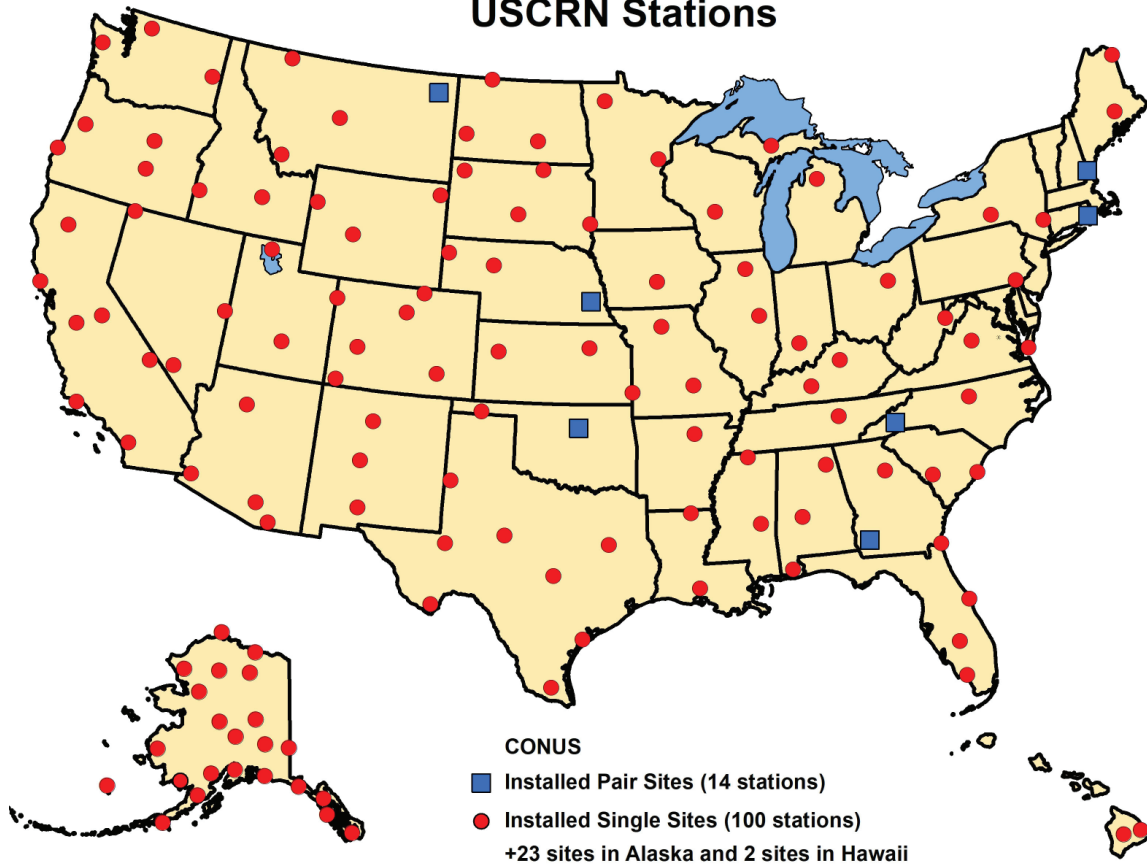 USCRN Stations
CONUS
Installed Pair Sites (14 stations)
Installed Single Sites (100 stations)
+23 sites in Alaska and 2 sites in Hawaii